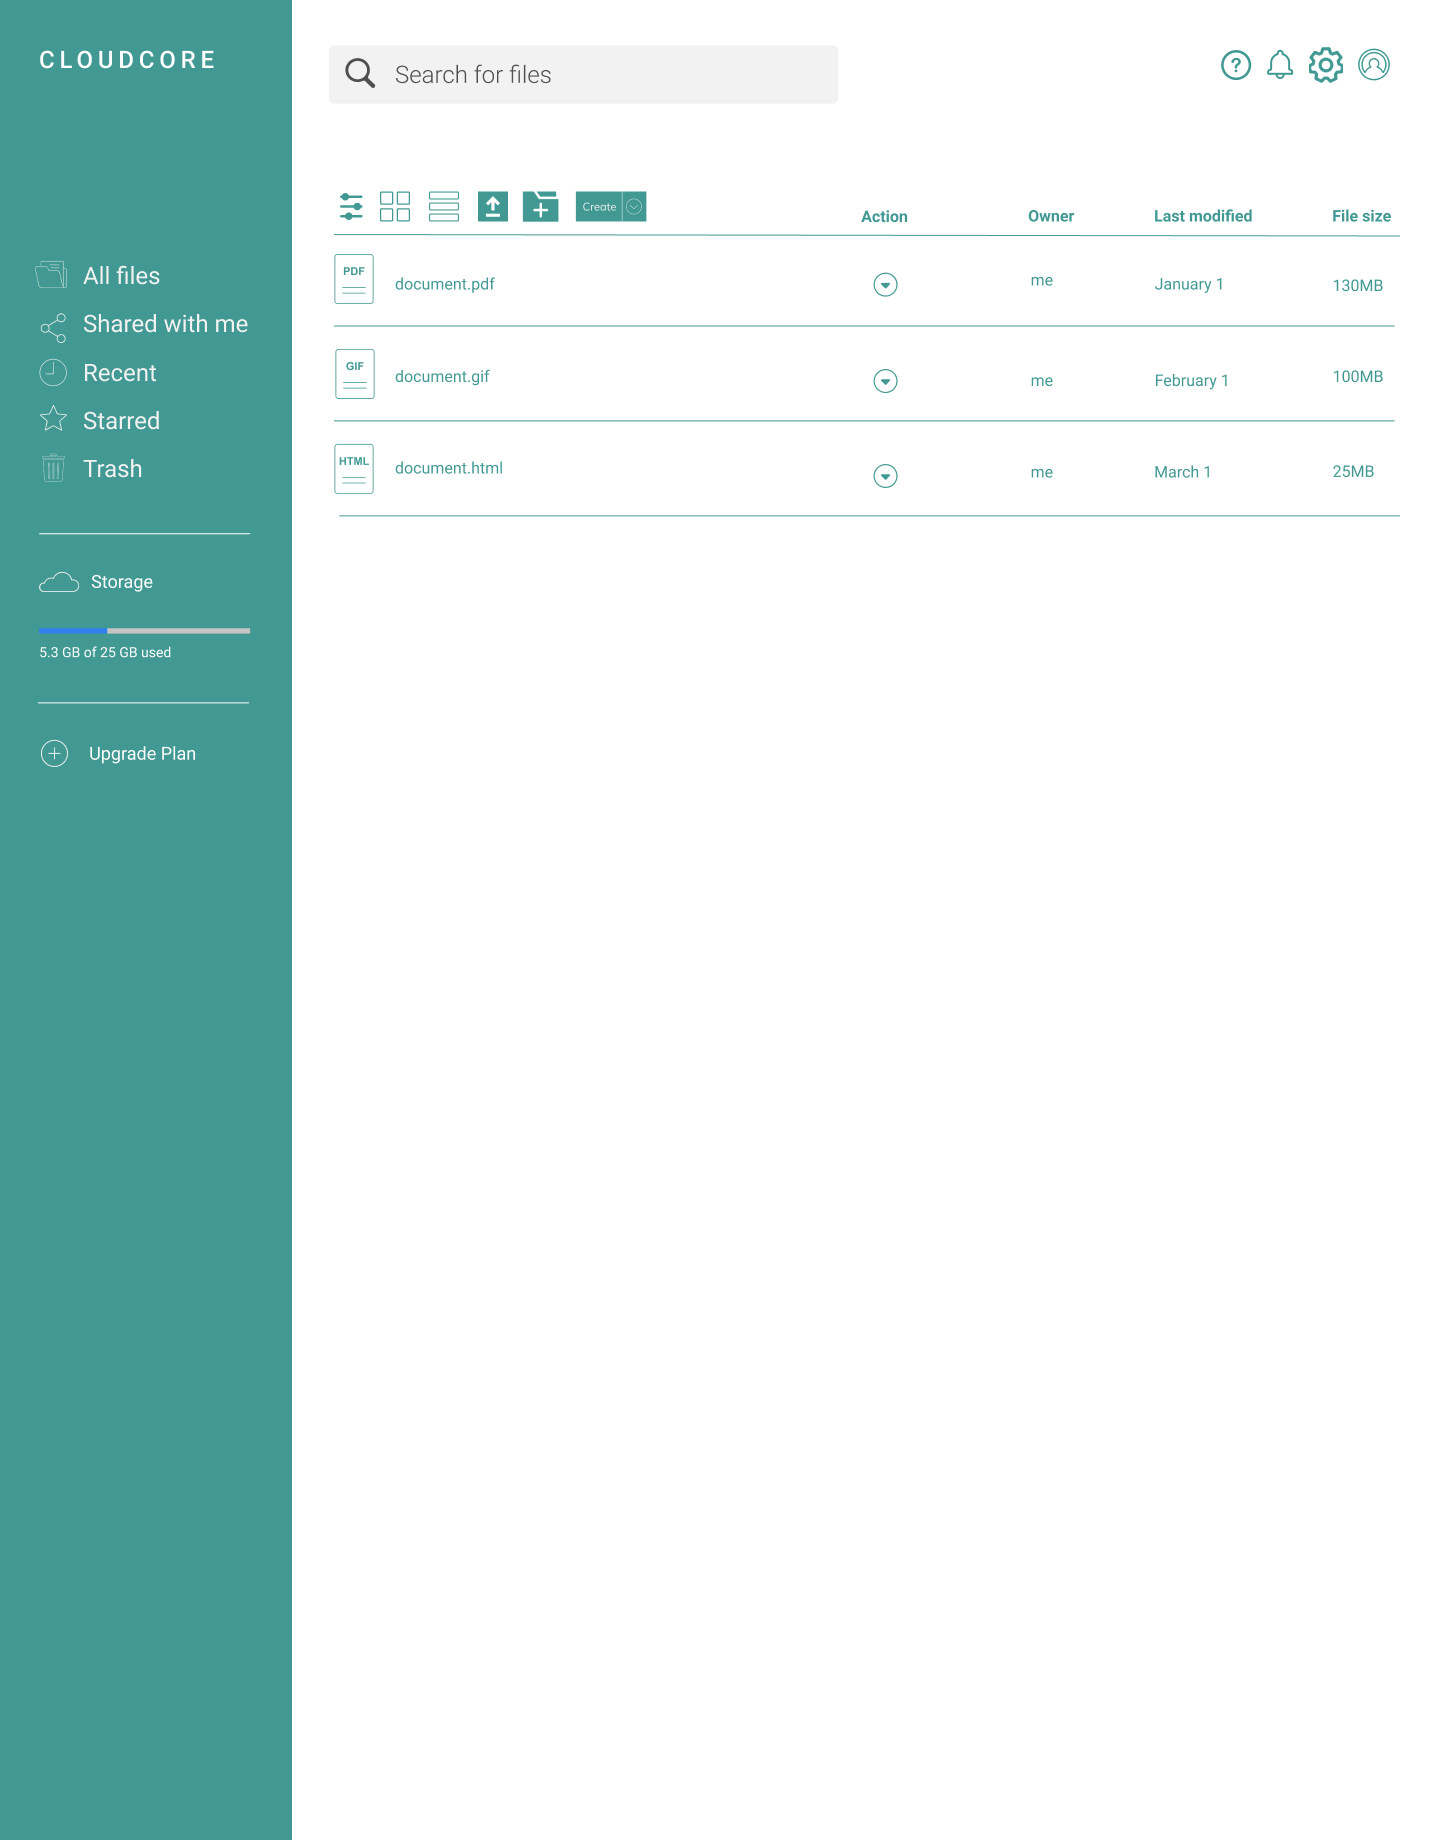 CLOUDCORE
Search for files
?
All files
Shared with me
Recent
Starred
Trash
Storage
5.3 GB of 25 GB used
Upgrade Plan
Create
Action Owner Last modified File size
PDF document.pdf me January 1 130MB
GIF document.gif me February 1 100MB
HTML document.html me March 1 25MB